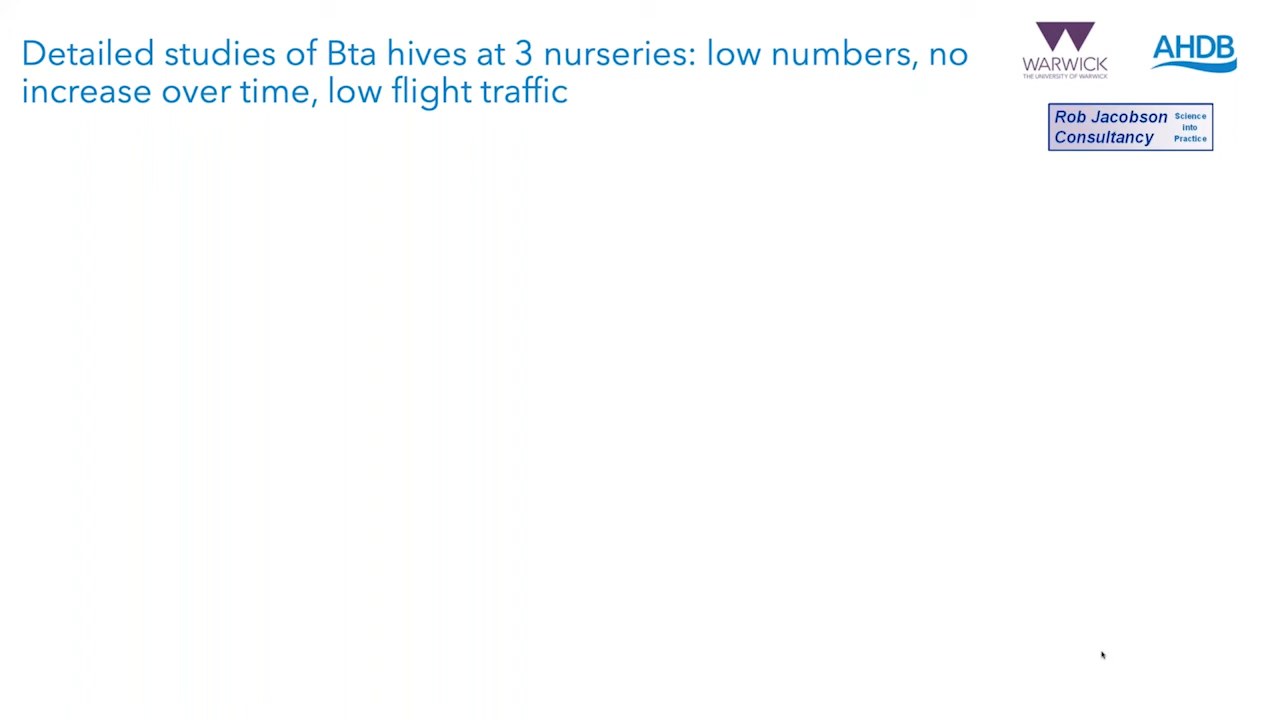 Detailed studies of Bta hives at 3 nurseries: low numbers, no
increase over time, low flight traffic
WARWICK
THE UNIVERSITY OF WARWICK
AHDB
Rob Jacobson
Consultancy
Science
into
Practice